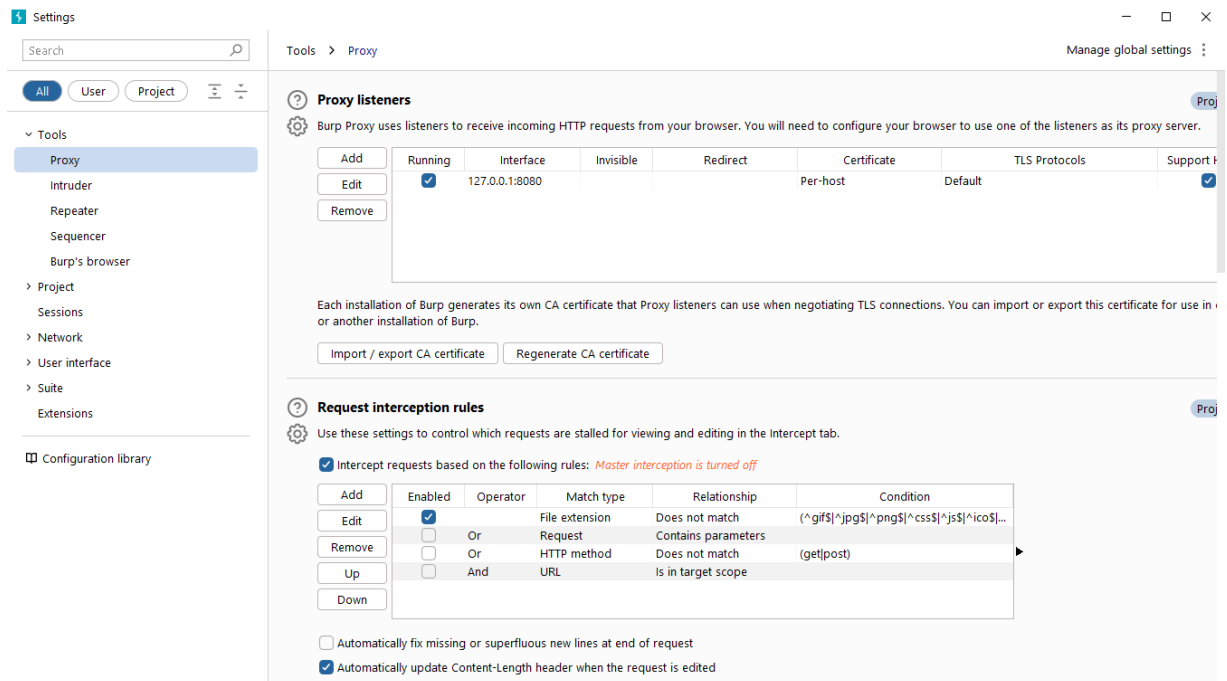 Settings
Search
Tools > Proxy
Manage global settings
All User Project
Tools
Proxy
Intruder
Repeater
Sequencer
Burp's browser
Project
Sessions
Network
User interface
Suite
Extensions
Configuration library
Proxy listeners
Proj
Burp Proxy uses listeners to receive incoming HTTP requests from your browser. You will need to configure your browser to use one of the listeners as its proxy server.
Add
Edit
Remove
Running Interface Invisible Redirect Certificate TLS Protocols Support H
127.0.0.1:8080 Per-host Default
Each installation of Burp generates its own CA certificate that Proxy listeners can use when negotiating TLS connections. You can import or export this certificate for use in
or another installation of Burp.
Import / export CA certificate Regenerate CA certificate
Request interception rules
Proj
Use these settings to control which requests are stalled for viewing and editing in the Intercept tab.
Intercept requests based on the following rules: Master interception is turned off
Add
Edit
Remove
Up
Down
Enabled Operator Match type Relationship Condition
File extension Does not match (^gif$|^jpg$|^png$|^css$|^js$|^ico$|...
Or Request Contains parameters
Or HTTP method Does not match (get|post)
And URL Is in target scope
Automatically fix missing or superfluous new lines at end of request
Automatically update Content-Length header when the request is edited